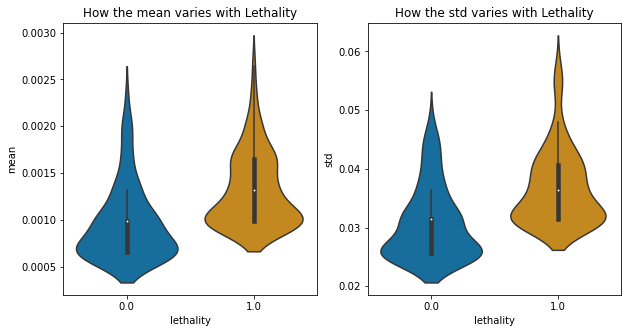 How the mean varies with Lethality
How the std varies with Lethality
0.0030
0.0025
0.0020
0.0015
0.0010
0.0005
mean
0.0
1.0
lethality
0.06
0.05
0.04
0.03
0.02
std
0.0
1.0
lethality